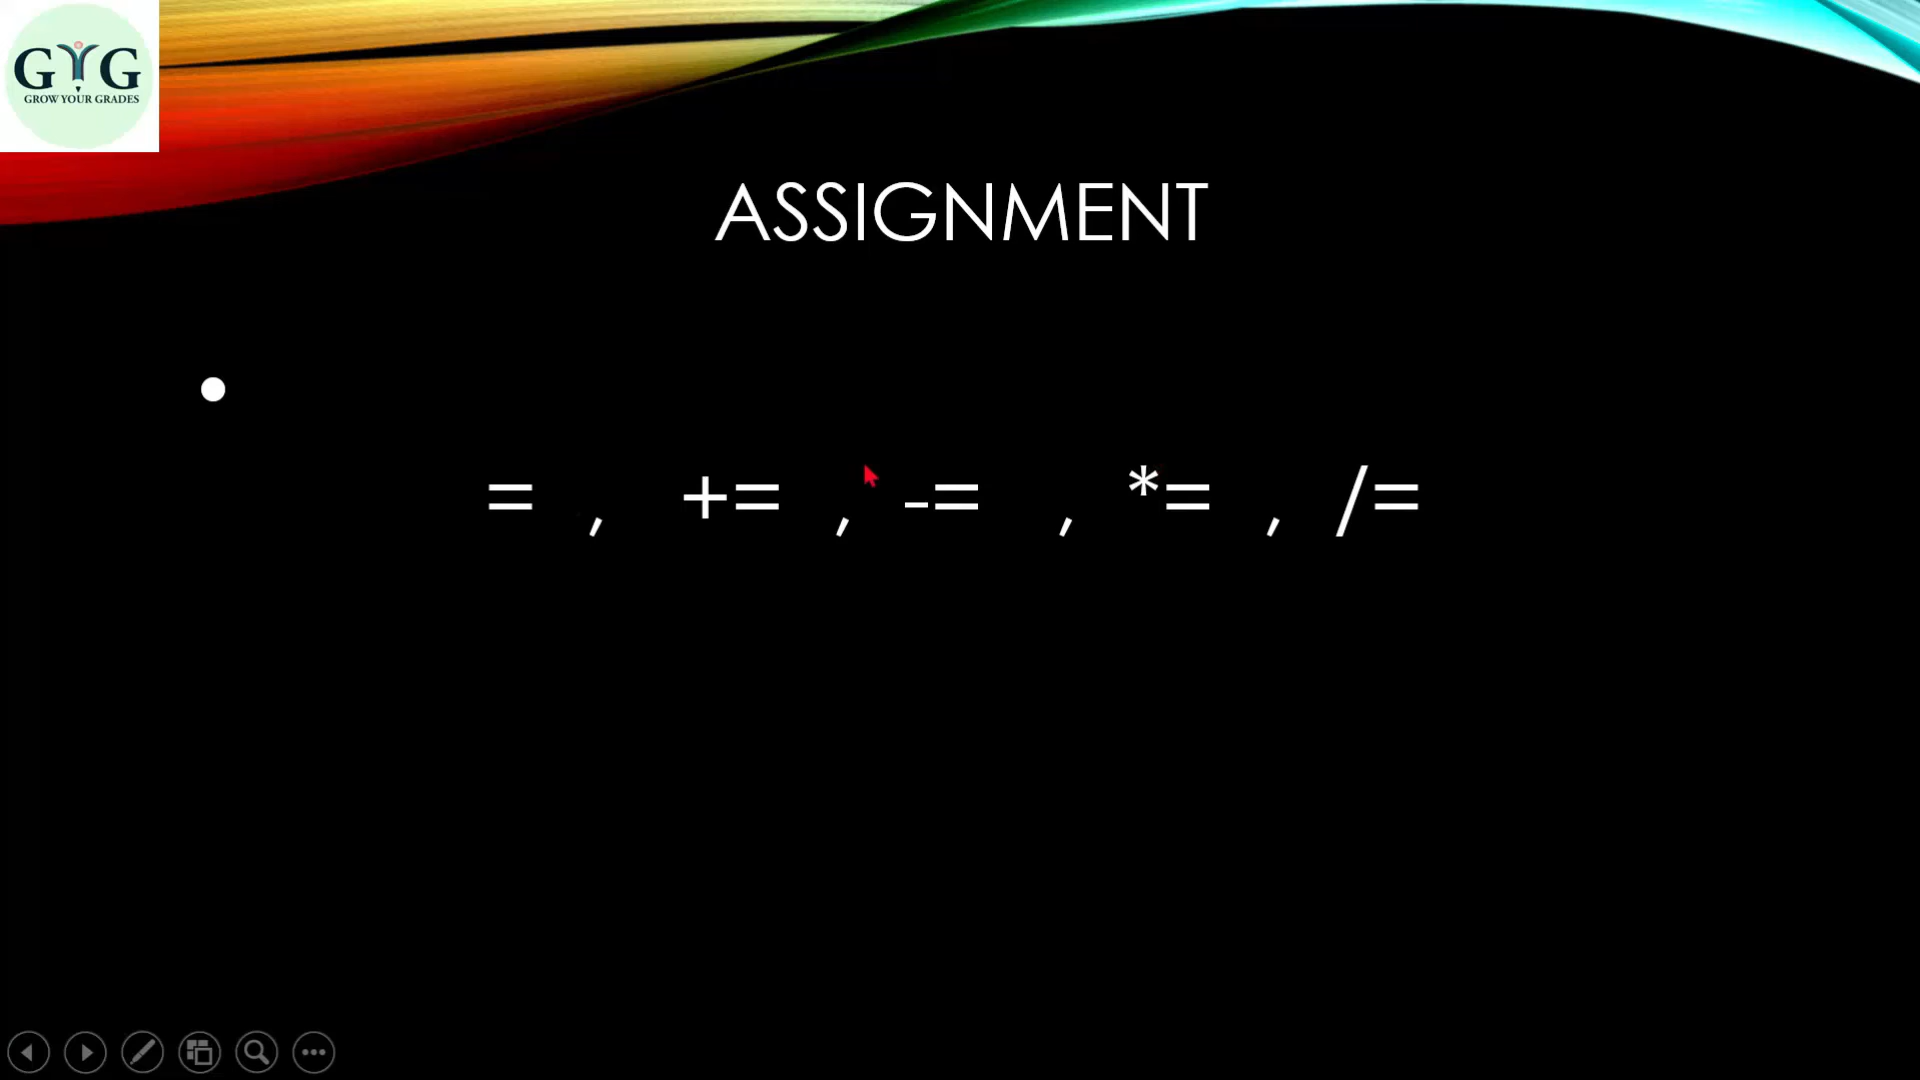 GYG
GROW YOUR GRADES
ASSIGNMENT
•
= , += , -= , *= , /=